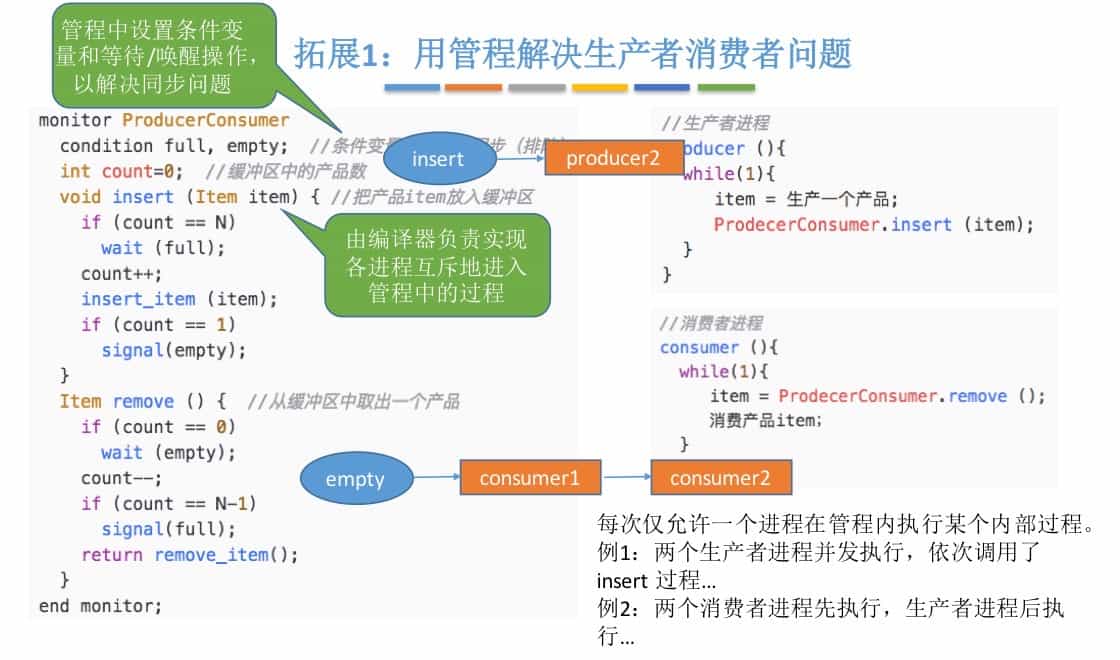 管程中设置条件变
量和等待/唤醒操作，
以解决同步问题
拓展1：用管程解决生产者消费者问题
monitor ProducerConsumer
condition full, empty; //条件变
int count=0; //缓冲区中的产品数
void insert (Item item) { //把产品item放入缓冲区
if (count == N)
wait (full);
count++;
insert_item (item);
if (count == 1)
signal(empty);
}
Item remove () { //从缓冲区中取出一个产品
if (count == 0)
wait (empty);
count--;
if (count == N-1)
signal(full);
return remove_item();
}
end monitor;
insert
producer2
由编译器负责实现
各进程互斥地进入
管程中的过程
empty
consumer1
consumer2
//生产者进程
oducer (){
while(1){
item = 生产一个产品;
ProdecerConsumer.insert (item);
}
}
//消费者进程
consumer (){
while(1){
item = ProdecerConsumer.remove ();
消费产品item;
}
每次仅允许一个进程在管程内执行某个内部过程。
例1：两个生产者进程并发执行，依次调用了
insert 过程…
例2：两个消费者进程先执行，生产者进程后执
行…